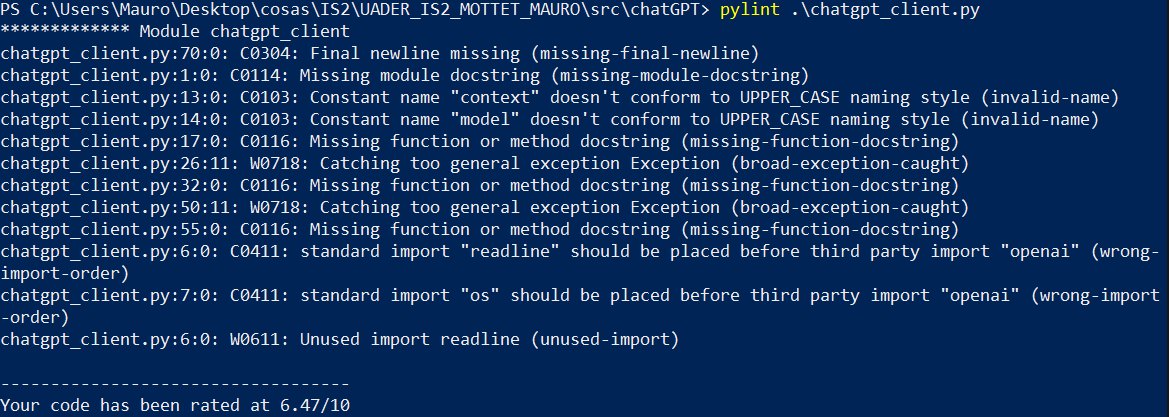 PS C:\Users\Mauro\Desktop\cosas\IS2\UADER_IS2_MOTTET_MAURO\src\chatGPT> pylint .\chatgpt_client.py
************* Module chatgpt_client
chatgpt_client.py:70:0: C0304: Final newline missing (missing-final-newline)
chatgpt_client.py:1:0: C0114: Missing module docstring (missing-module-docstring)
chatgpt_client.py:13:0: C0103: Constant name "context" doesn't conform to UPPER_CASE naming style (invalid-name)
chatgpt_client.py:14:0: C0103: Constant name "model" doesn't conform to UPPER_CASE naming style (invalid-name)
chatgpt_client.py:17:0: C0116: Missing function or method docstring (missing-function-docstring)
chatgpt_client.py:26:11: W0718: Catching too general exception Exception (broad-exception-caught)
chatgpt_client.py:32:0: C0116: Missing function or method docstring (missing-function-docstring)
chatgpt_client.py:50:11: W0718: Catching too general exception Exception (broad-exception-caught)
chatgpt_client.py:55:0: C0116: Missing function or method docstring (missing-function-docstring)
chatgpt_client.py:6:0: C0411: standard import "readline" should be placed before third party import "openai" (wrong-
import-order)
chatgpt_client.py:7:0: C0411: standard import "os" should be placed before third party import "openai" (wrong-import
-order)
chatgpt_client.py:6:0: W0611: Unused import readline (unused-import)

-----------------------------------
Your code has been rated at 6.47/10